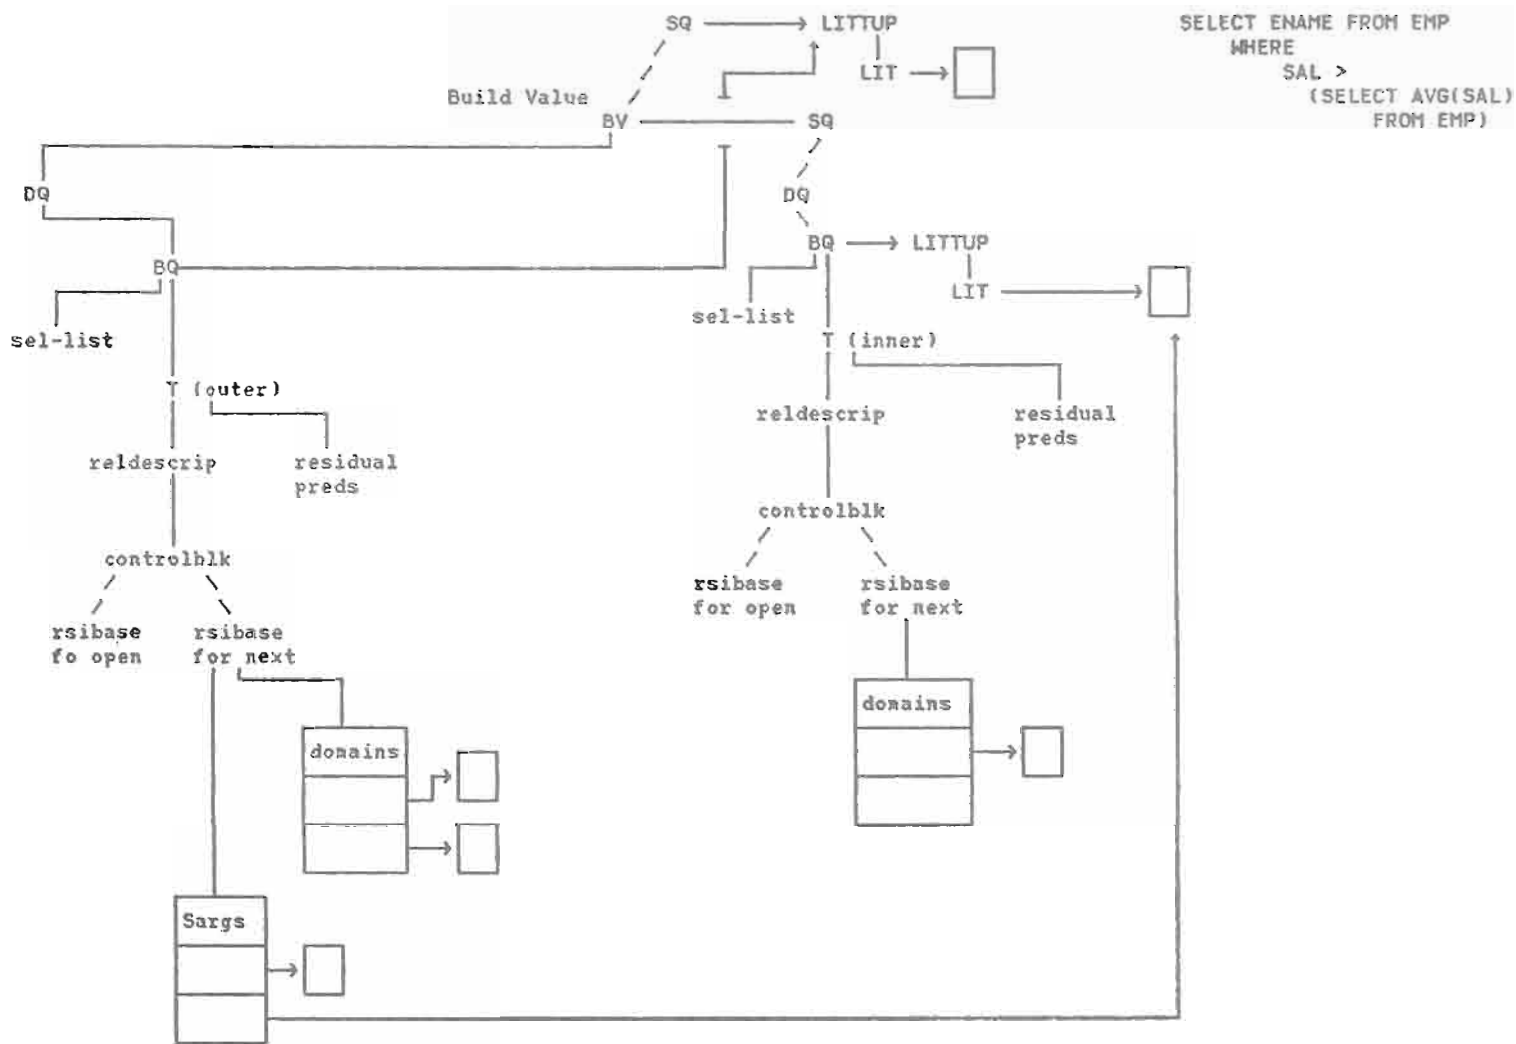 SQ LITTUP SELECT ENAME FROM EMP
WHERE
LIT SAL >
Build Value (SELECT AVG(SAL)
BV SQ FROM EMP)
DQ DQ
BQ LITTUP
BQ
LIT
sel-list
sel-list T (inner)
T (outer)
reldescrip residual
preds
reldescrip residual
preds
controlblk
controlblk
rsibase rsibase
for open for next
rsibase rsibase
fo open for next
domains
domains
Sargs